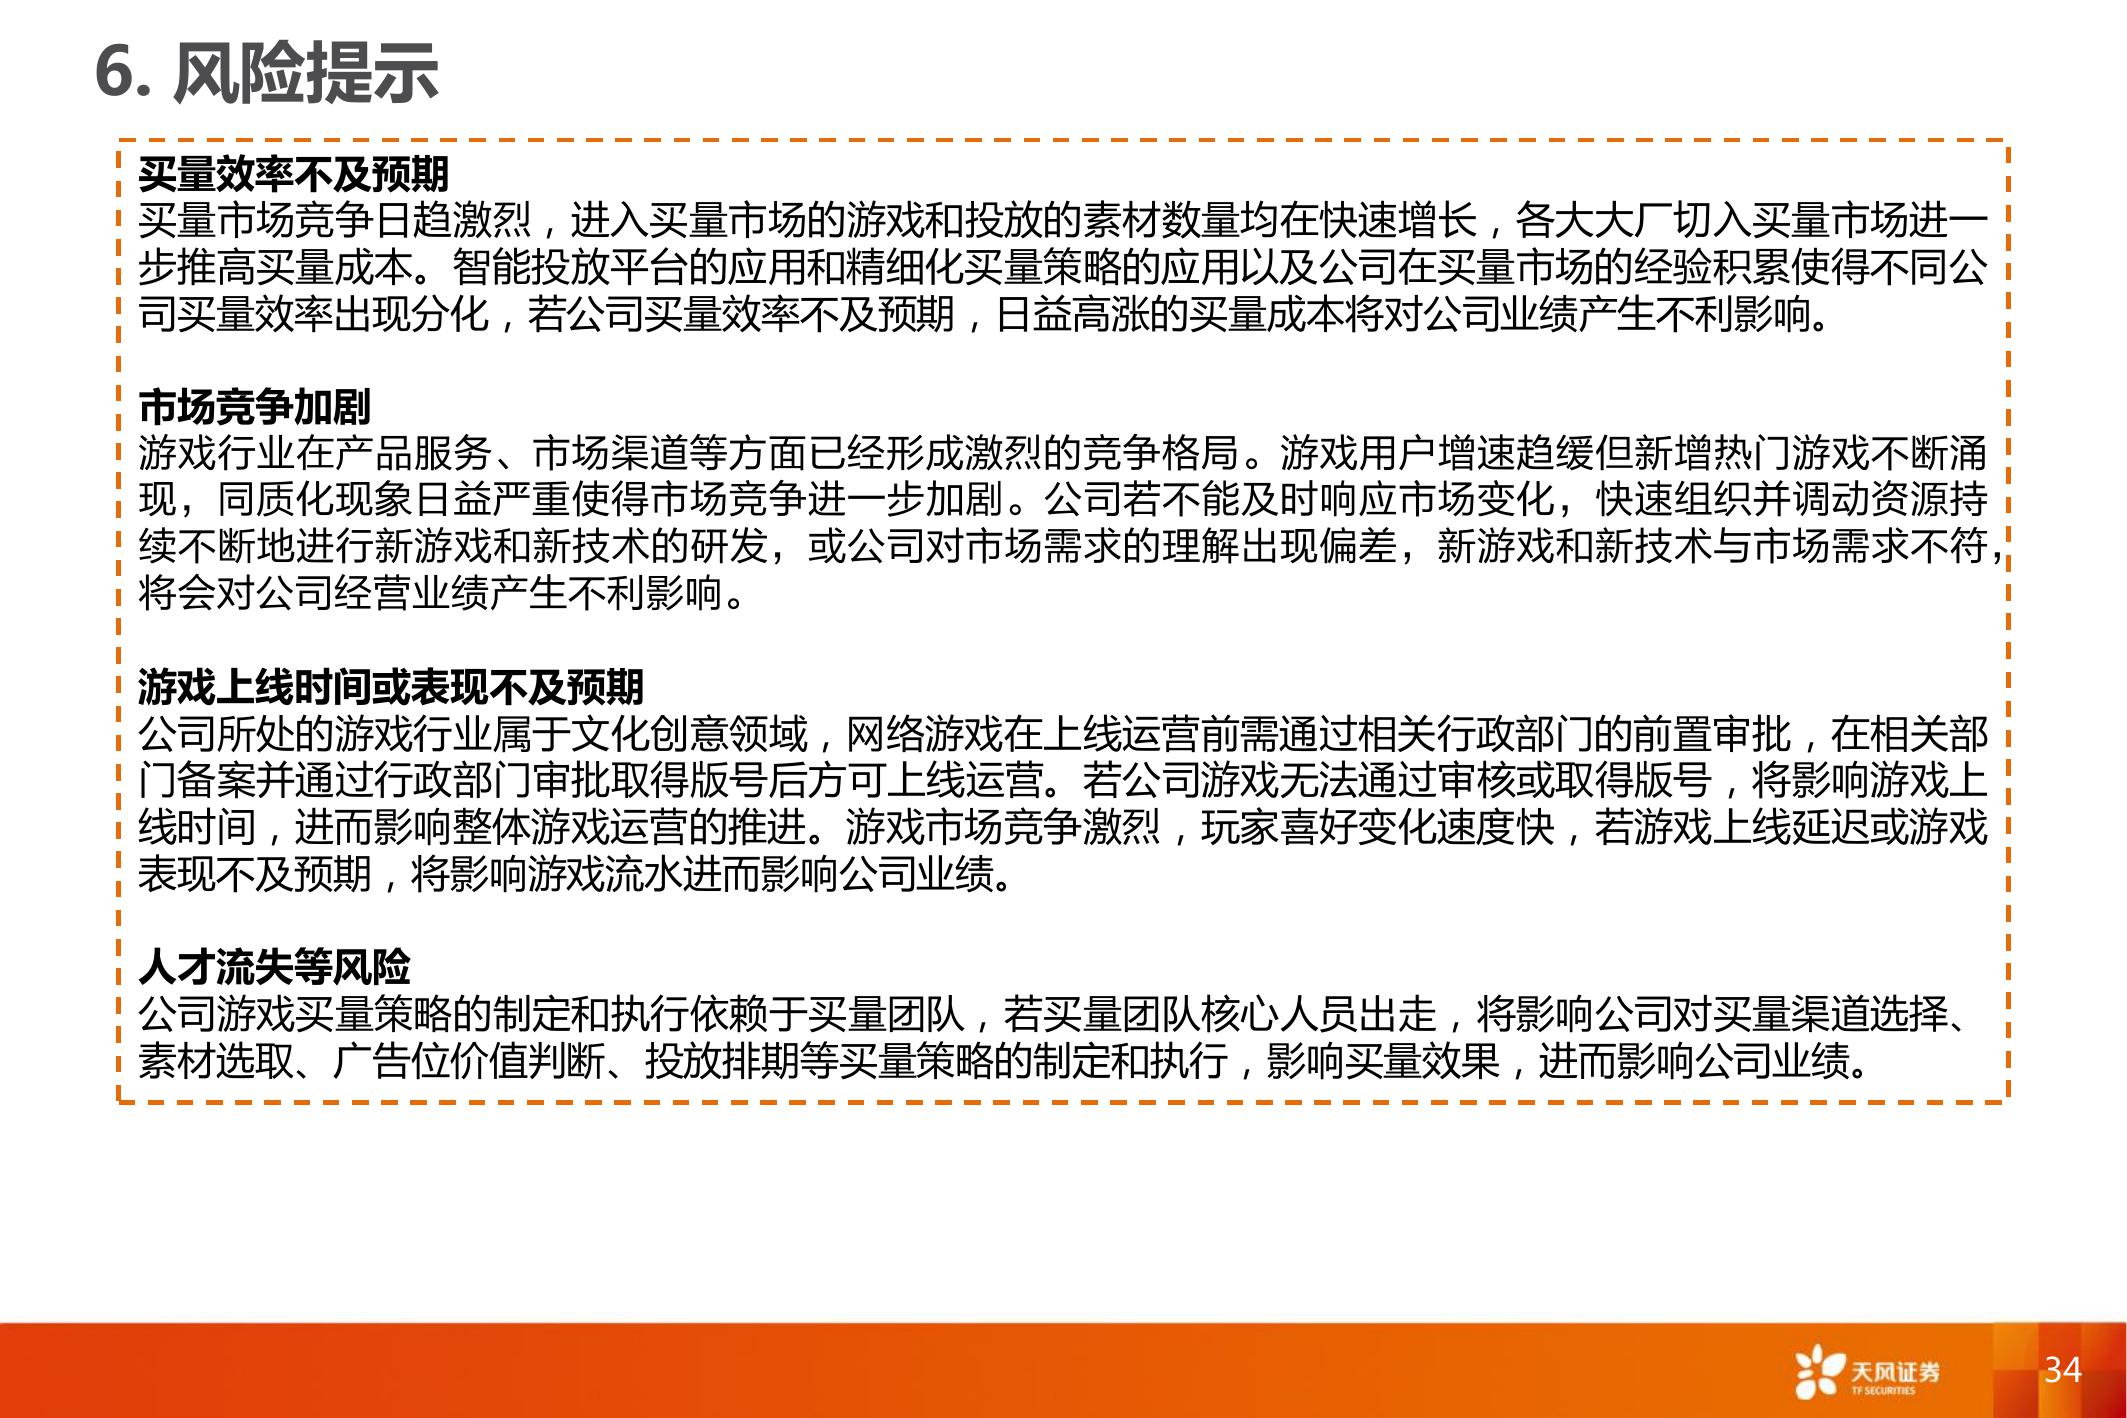 6. 风险提示
买量效率不及预期
买量市场竞争日趋激烈，进入买量市场的游戏和投放的素材数量均在快速增长，各大大厂切入买量市场进一
步推高买量成本。智能投放平台的应用和精细化买量策略的应用以及公司在买量市场的经验积累使得不同公
司买量效率出现分化，若公司买量效率不及预期，日益高涨的买量成本将对公司业绩产生不利影响。
市场竞争加剧
游戏行业在产品服务、市场渠道等方面已经形成激烈的竞争格局。游戏用户增速趋缓但新增热门游戏不断涌
现，同质化现象日益严重使得市场竞争进一步加剧。公司若不能及时响应市场变化，快速组织并调动资源持
续不断地进行新游戏和新技术的研发，或公司对市场需求的理解出现偏差，新游戏和新技术与市场需求不符，
将会对公司经营业绩产生不利影响。
游戏上线时间或表现不及预期
公司所处的游戏行业属于文化创意领域，网络游戏在上线运营前需通过相关行政部门的前置审批，在相关部
门备案并通过行政部门审批取得版号后方可上线运营。若公司游戏无法通过审核或取得版号，将影响游戏上
线时间，进而影响整体游戏运营的推进。游戏市场竞争激烈，玩家喜好变化速度快，若游戏上线延迟或游戏
表现不及预期，将影响游戏流水进而影响公司业绩。
人才流失等风险
公司游戏买量策略的制定和执行依赖于买量团队，若买量团队核心人员出走，将影响公司对买量渠道选择、
素材选取、广告位价值判断、投放排期等买量策略的制定和执行，影响买量效果，进而影响公司业绩。
天风证券
TF SECURITIES
34